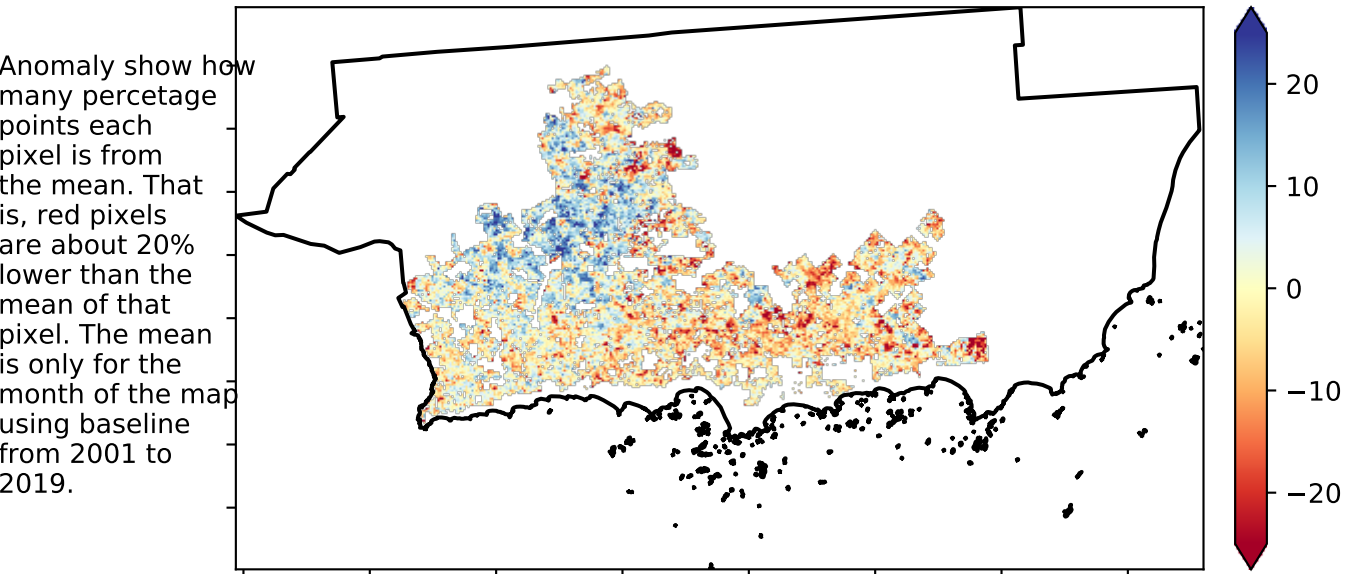 Anomaly show how
many percetage
points each
pixel is from
the mean. That
is, red pixels
are about 20%
lower than the
mean of that
pixel. The mean
is only for the
month of the map
using baseline
from 2001 to
2019.
20
10
0
−10
−20